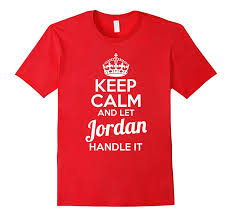 KEEP
CALM
AND LET
Jordan
HANDLE IT